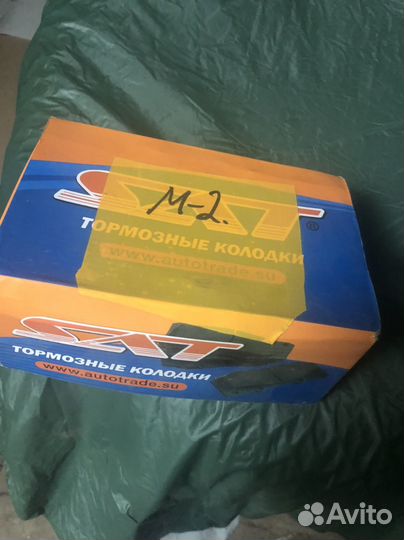 М-2.
SAT®
ТОРМОЗНЫЕ КОЛОДКИ
www.autotrade.su
SAT
ТОРМОЗНЫЕ КОЛОДКИ
www.autotrade.su
Avito